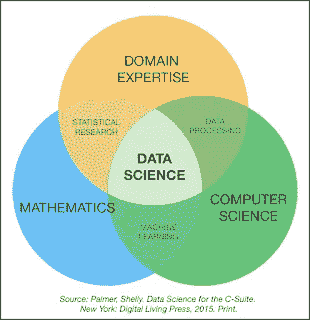 DOMAIN
EXPERTISE
STATISTICAL
RESEARCH
DATA
PROCESSING
DATA
SCIENCE
MATHEMATICS
COMPUTER
SCIENCE
MACHINE
LEARNING
Source: Palmer, Shelly. Data Science for the C-Suite.
New York: Digital Living Press, 2015. Print.